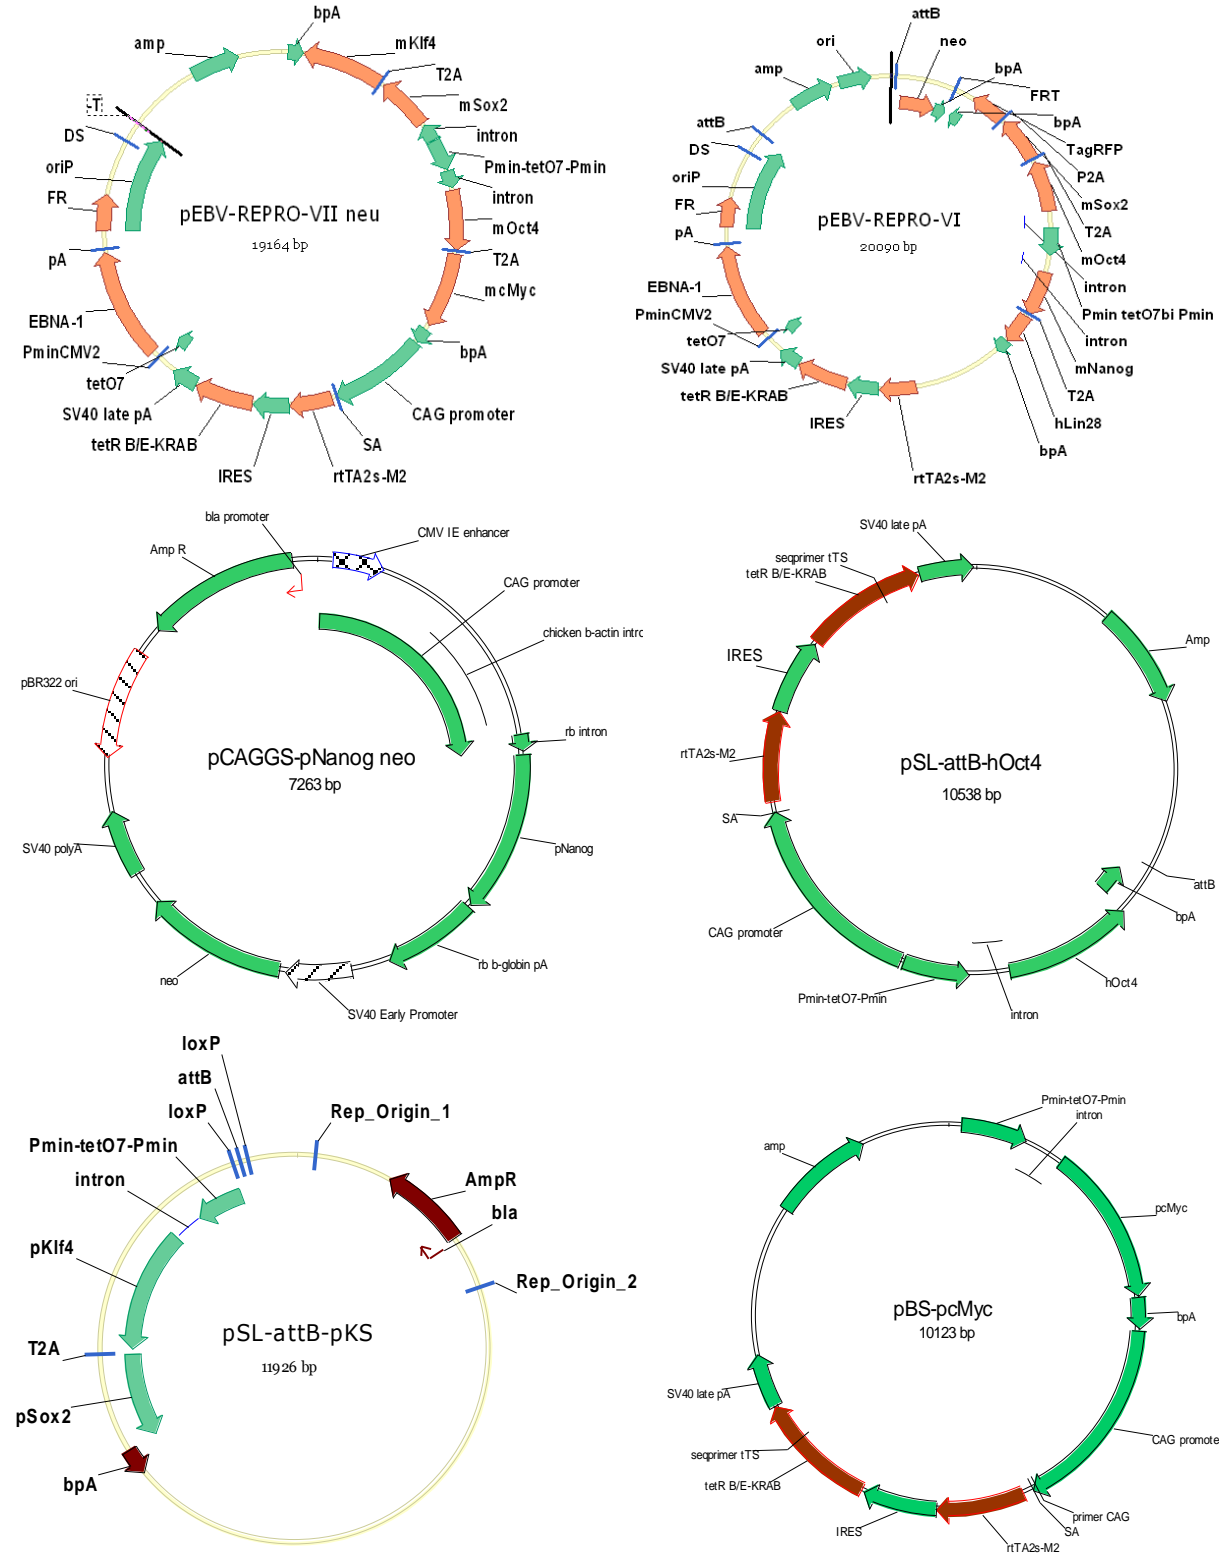 bpA
amp
mKlf4
T2A
mSox2
-T
intron
DS
Pmin-tetO7-Pmin
oriP
intron
FR
pEBV-REPRO-VII neu
mOct4
19164 bp
pA
T2A
mcMyc
EBNA-1
PminCMV2
bpA
tetO7
SV40 late pA
CAG promoter
tetR B/E-KRAB
SA
IRES
rtTA2s-M2
attB
ori
neo
amp
bpA
FRT
attB
bpA
DS
TagRFP
oriP
P2A
FR
mSox2
pEBV-REPRO-VI
20090 bp
pA
T2A
mOct4
EBNA-1
intron
PminCMV2
Pmin tetO7bi Pmin
tetO7
intron
SV40 late pA
mNanog
tetR B/E-KRAB
T2A
IRES
hLin28
bpA
rtTA2s-M2
bla promoter
CMV IE enhancer
Amp R
CAG promoter
chicken b-actin intrc
pBR322 ori
rb intron
pCAGGS-pNanog neo
7263 bp
SV40 polyA
pNanog
neo
rb b-globin pA
SV40 Early Promoter
SV40 late pA
seqprimer tTS
tetR B/E-KRAB
Amp
IRES
rtTA2s-M2
pSL-attB-hOct4
10538 bp
SA
attB
bpA
CAG promoter
hOct4
Pmin-tetO7-Pmin
intron
loxP
attB
loxP
Rep_Origin_1
Pmin-tetO7-Pmin
intron
AmpR
bla
pKlf4
Rep_Origin_2
pSL-attB-pKS
T2A
11926 bp
pSox2
bpA
Pmin-tetO7-Pmin
intron
amp
pcMyc
pBS-pcMyc
10123 bp
bpA
SV40 late pA
CAG promote
seqprimer tTS
tetR B/E-KRAB
primer CAG
IRES
SA
rtTA2s-M2